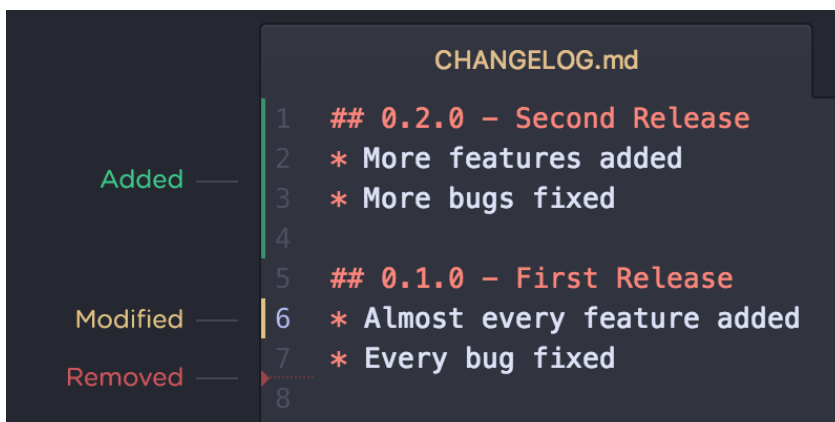 CHANGELOG.md
1 ## 0.2.0 – Second Release
Added
2 * More features added
3 * More bugs fixed
4
5 ## 0.1.0 – First Release
Modified
6 * Almost every feature added
7 * Every bug fixed
Removed
8